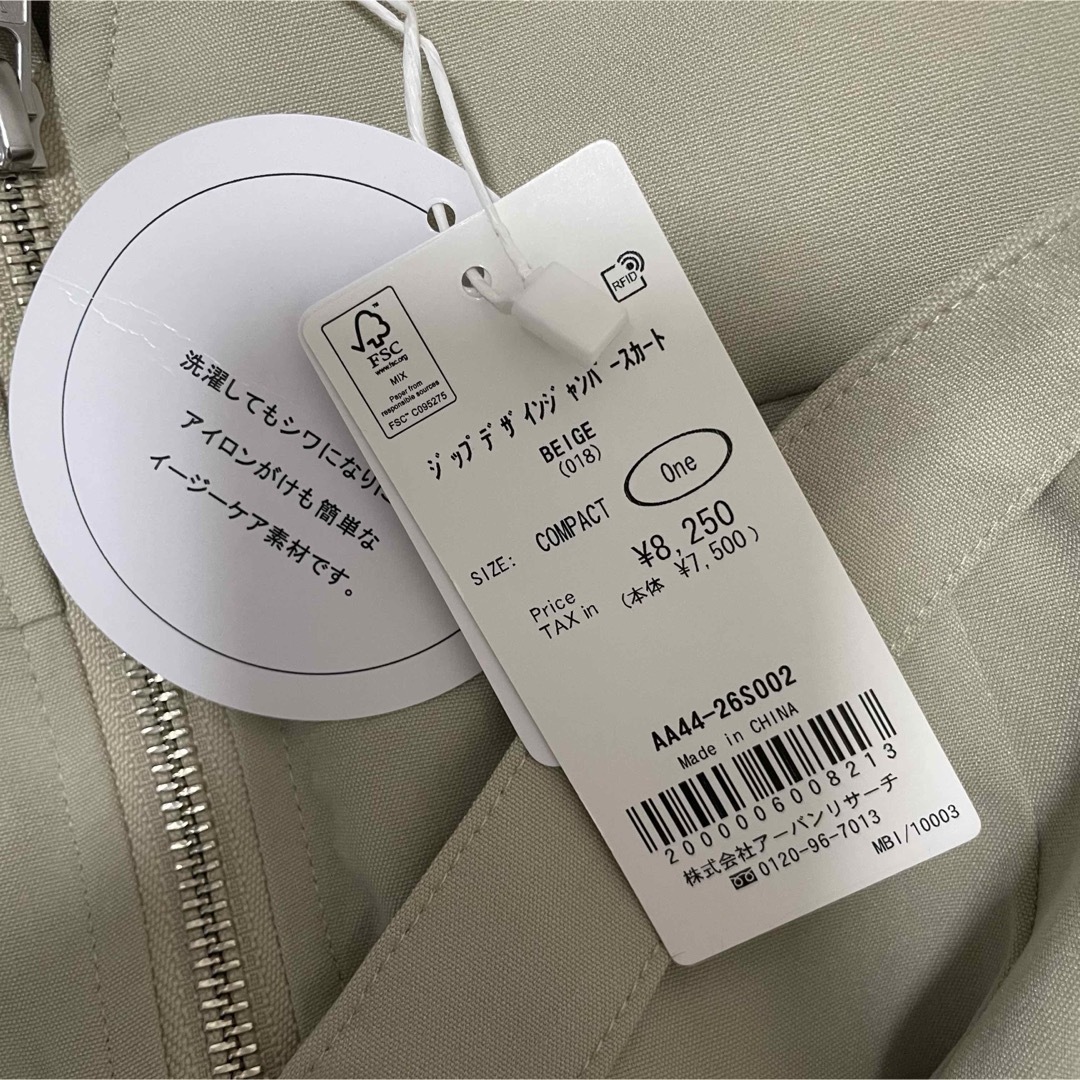 洗濯してもシワになりに
アイロンがけも簡単な
イージーケア素材です。
FSC
www.fsc.org
MIX
Paper from
responsible sources
FSC™ C095275
RFID
ｼﾞｯﾌﾟﾃﾞｻﾞｲﾝｼﾞｬﾝﾊﾞｰｽｶｰﾄ
BEIGE
(018)
SIZE: COMPACT One
Price ¥8,250
TAX in (本体 ¥7,500)
AA44-26S002
Made in CHINA
2000006008213
株式会社アーバンリサーチ
0120-96-7013
MBI/10003